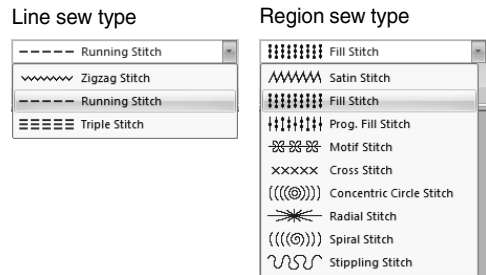 Line sew type
Running Stitch
Zigzag Stitch
Running Stitch
Triple Stitch
Region sew type
Fill Stitch
Satin Stitch
Fill Stitch
Prog. Fill Stitch
Motif Stitch
Cross Stitch
Concentric Circle Stitch
Radial Stitch
Spiral Stitch
Stippling Stitch